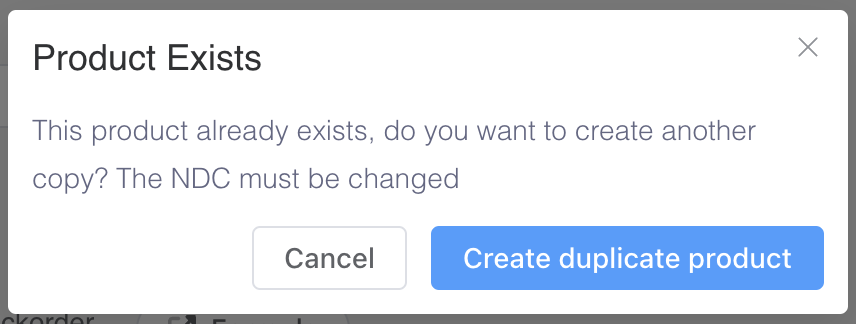 Product Exists
This product already exists, do you want to create another
copy? The NDC must be changed
Cancel
Create duplicate product
ckorder